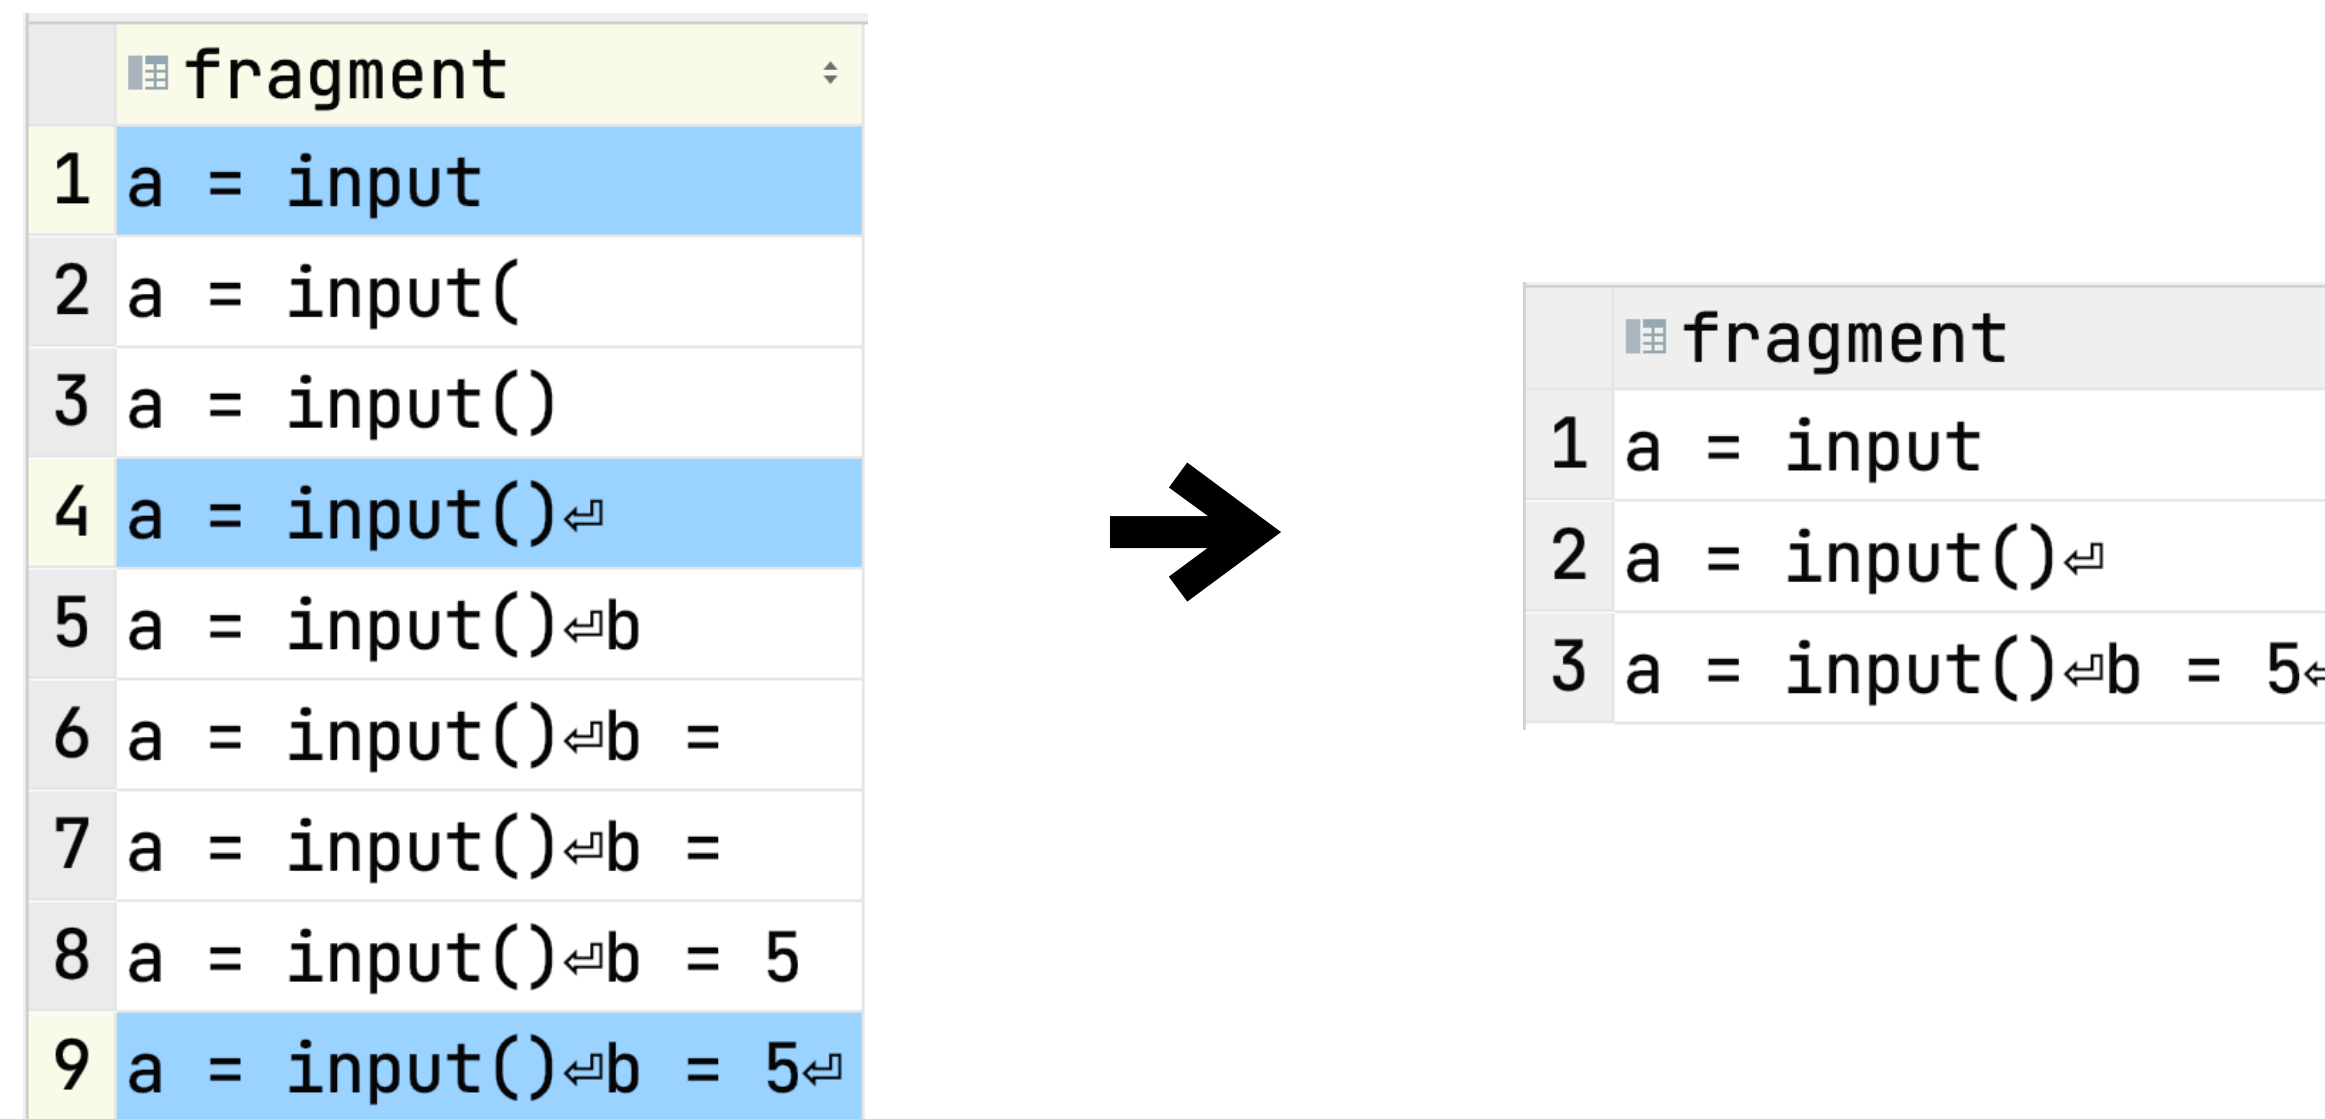 fragment
1 a = input
2 a = input(
3 a = input()
4 a = input()⏎
5 a = input()⏎b
6 a = input()⏎b =
7 a = input()⏎b =
8 a = input()⏎b = 5
9 a = input()⏎b = 5⏎
fragment
1 a = input
2 a = input()⏎
3 a = input()⏎b = 5⏎